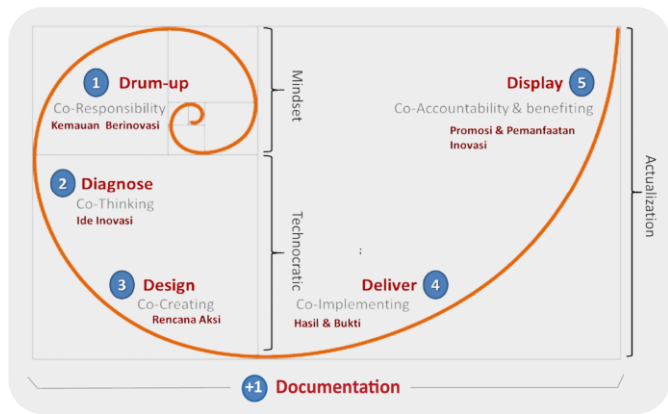 1 Drum-up
Co-Responsibility
Kemauan Berinovasi
Mindset
Display 5
Co-Accountability & benefiting
Promosi & Pemanfaatan
Inovasi
2 Diagnose
Co-Thinking
Ide Inovasi
Technocratic
Actualization
3 Design
Co-Creating
Rencana Aksi
:
Deliver 4
Co-Implementing
Hasil & Bukti
+1 Documentation